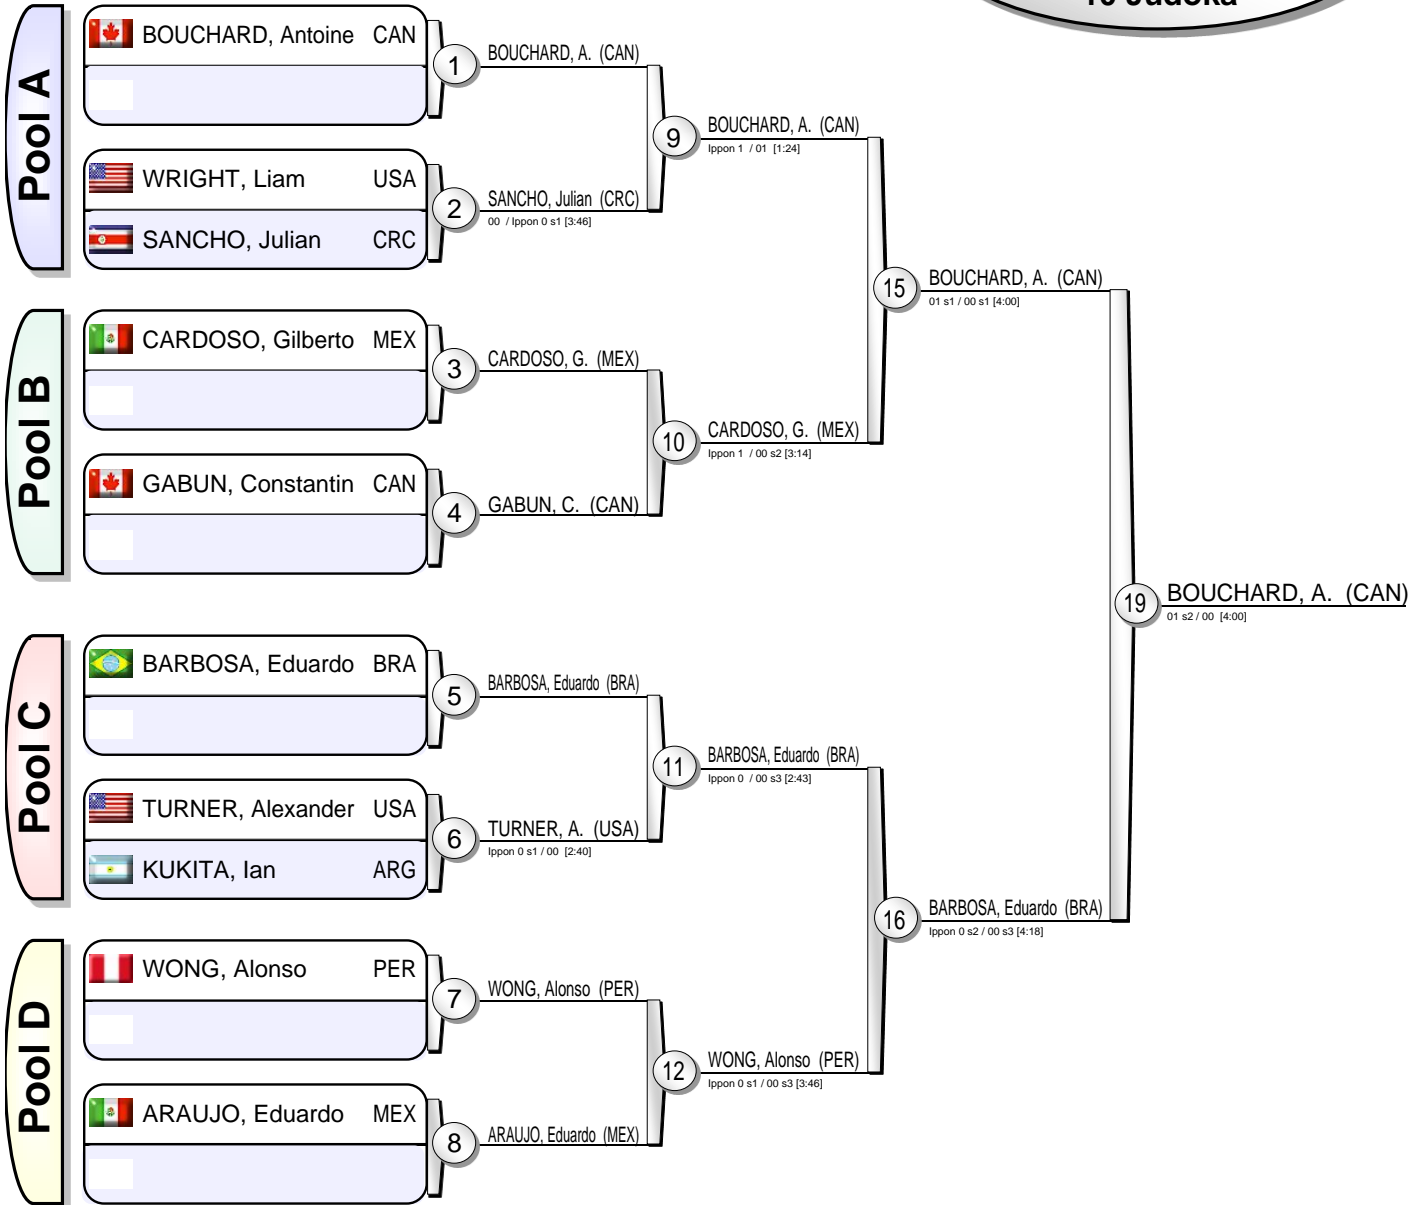 10 Judoka
Pool A
BOUCHARD, Antoine CAN
WRIGHT, Liam USA
SANCHO, Julian CRC
1
BOUCHARD, A. (CAN)
2
SANCHO, Julian (CRC)
00 / Ippon 0 s1 [3:46]
9
BOUCHARD, A. (CAN)
Ippon 1 / 01 [1:24]
Pool B
CARDOSO, Gilberto MEX
GABUN, Constantin CAN
3
CARDOSO, G. (MEX)
4
GABUN, C. (CAN)
10
CARDOSO, G. (MEX)
Ippon 1 / 00 s2 [3:14]
15
BOUCHARD, A. (CAN)
01 s1 / 00 s1 [4:00]
Pool C
BARBOSA, Eduardo BRA
TURNER, Alexander USA
KUKITA, Ian ARG
5
BARBOSA, Eduardo (BRA)
6
TURNER, A. (USA)
Ippon 0 s1 / 00 [2:40]
11
BARBOSA, Eduardo (BRA)
Ippon 0 / 00 s3 [2:43]
Pool D
WONG, Alonso PER
ARAUJO, Eduardo MEX
7
WONG, Alonso (PER)
8
ARAUJO, Eduardo (MEX)
12
WONG, Alonso (PER)
Ippon 0 s1 / 00 s3 [3:46]
16
BARBOSA, Eduardo (BRA)
Ippon 0 s2 / 00 s3 [4:18]
19
BOUCHARD, A. (CAN)
01 s2 / 00 [4:00]